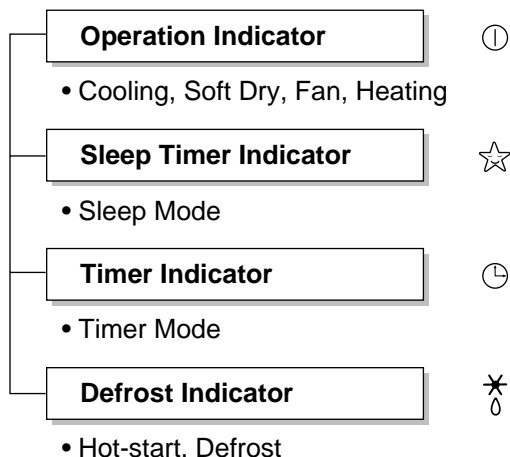 Operation Indicator
• Cooling, Soft Dry, Fan, Heating
Sleep Timer Indicator
• Sleep Mode
Timer Indicator
• Timer Mode
Defrost Indicator
• Hot-start, Defrost